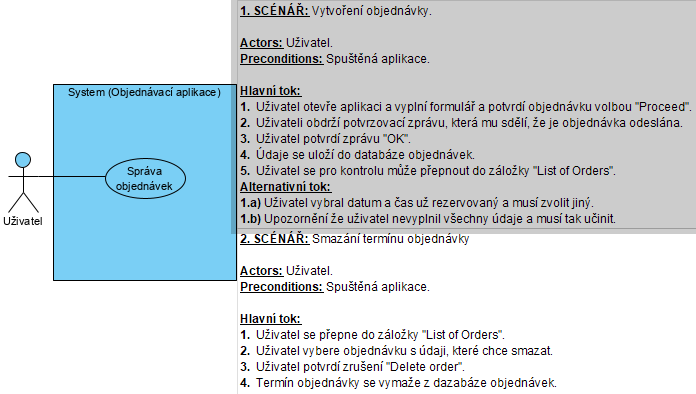 System (Objednávací aplikace)
Správa
objednávek
Uživatel
1. SCÉNÁŘ: Vytvoření objednávky.
Actors: Uživatel.
Preconditions: Spuštěná aplikace.
Hlavní tok:
1. Uživatel otevře aplikaci a vyplní formulář a potvrdí objednávku volbou "Proceed".
2. Uživateli obdrží potvrzovací zprávu, která mu sdělí, že je objednávka odeslána.
3. Uživatel potvrdí zprávu "OK".
4. Údaje se uloží do databáze objednávek.
5. Uživatel se pro kontrolu může přepnout do záložky "List of Orders".
Alternativní tok:
1.a) Uživatel vybral datum a čas už rezervovaný a musí zvolit jiný.
1.b) Upozornění že uživatel nevyplnil všechny údaje a musí tak učinit.
2. SCÉNÁŘ: Smazání termínu objednávky
Actors: Uživatel.
Preconditions: Spuštěná aplikace.
Hlavní tok:
1. Uživatel se přepne do záložky "List of Orders".
2. Uživatel vybere objednávku s údaji, které chce smazat.
3. Uživatel potvrdí zrušení "Delete order".
4. Termín objednávky se vymaže z dazabáze objednávek.